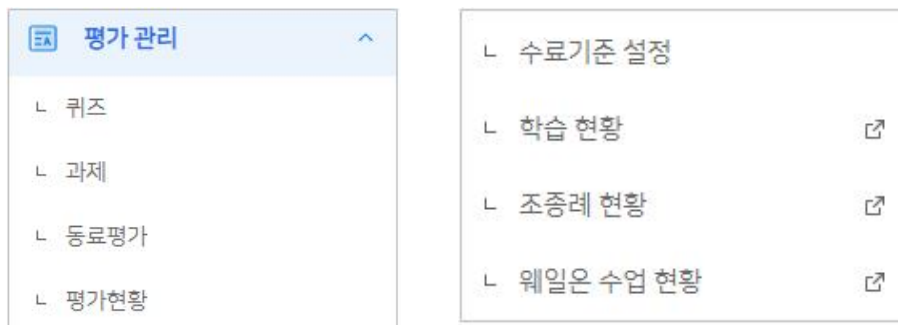 평가 관리
ㄴ 퀴즈
ㄴ 과제
ㄴ 동료평가
ㄴ 평가현황
ㄴ 수료기준 설정
ㄴ 학습 현황
ㄴ 조종례 현황
ㄴ 웨일온 수업 현황